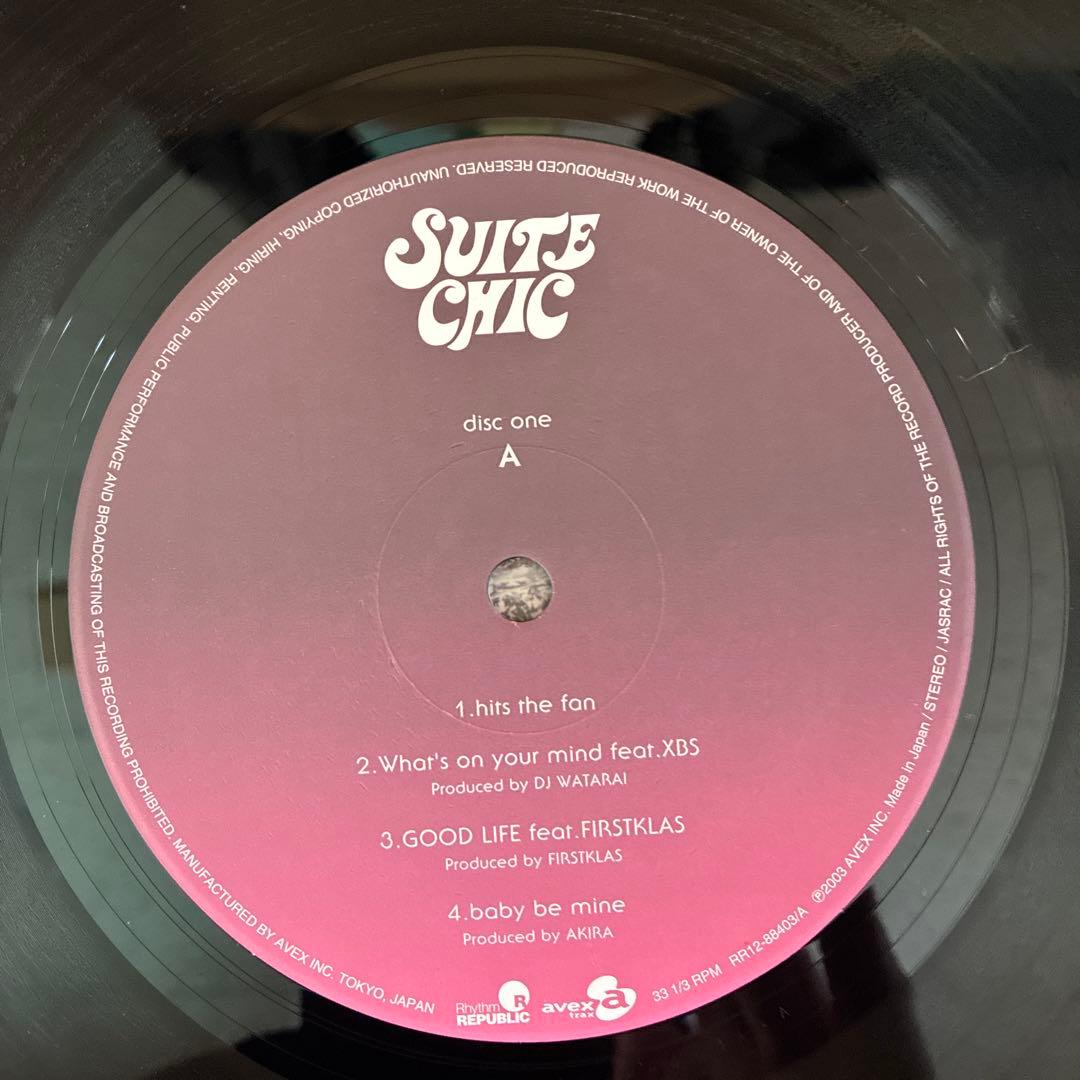 SUITE
CHIC
disc one
A
1.hits the fan
2.What's on your mind feat.XBS
Produced by DJ WATARAI
3.GOOD LIFE feat.FIRSTKLAS
Produced by FIRSTKLAS
4.baby be mine
Produced by AKIRA
Rhythm R
REPUBLIC
avex a
trax
33 1/3 RPM RR12-88403/A ℗2003 AVEX INC. Made in Japan / STEREO / JASRAC / ALL RIGHTS OF THE RECORD PRODUCER AND OF THE OWNER OF THE WORK REPRODUCED RESERVED. UNAUTHORIZED COPYING, HIRING, RENTING, PUBLIC PERFORMANCE AND BROADCASTING OF THIS RECORDING PROHIBITED. MANUFACTURED BY AVEX INC. TOKYO, JAPAN